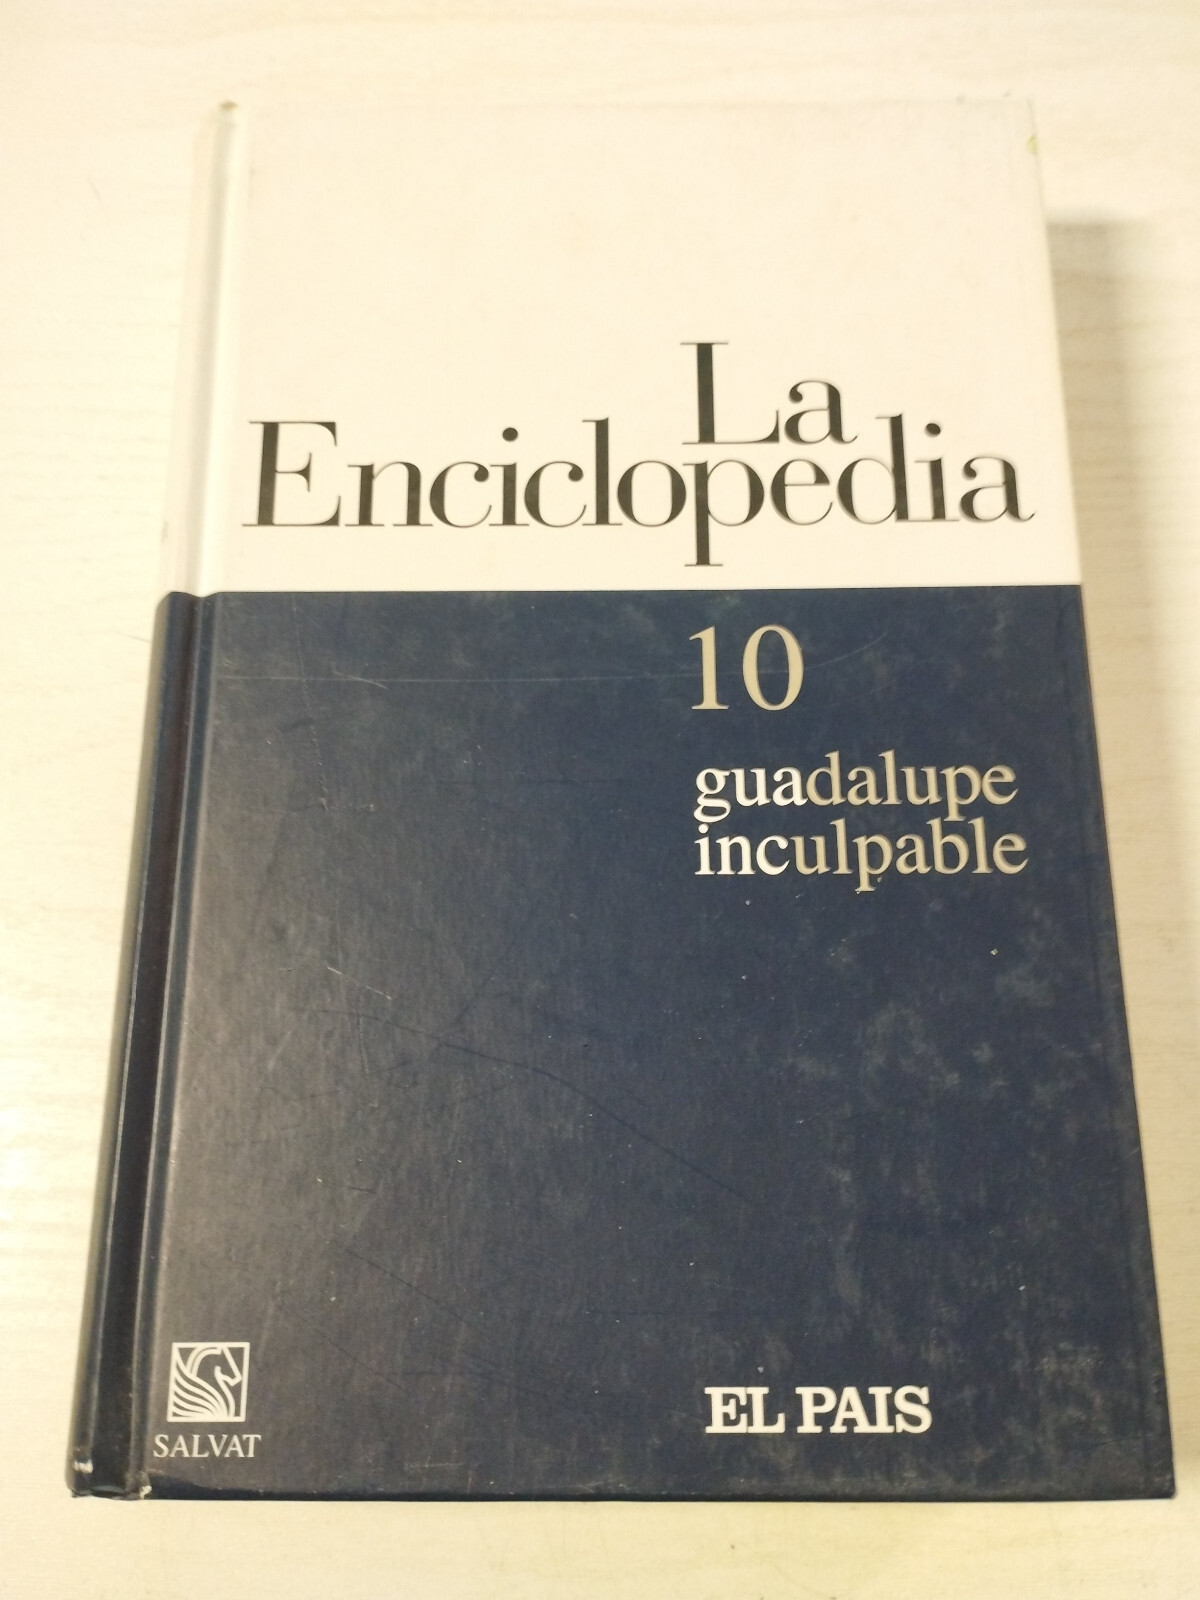 La
Enciclopedia
10
guadalupe
inculpable
SALVAT
EL PAIS